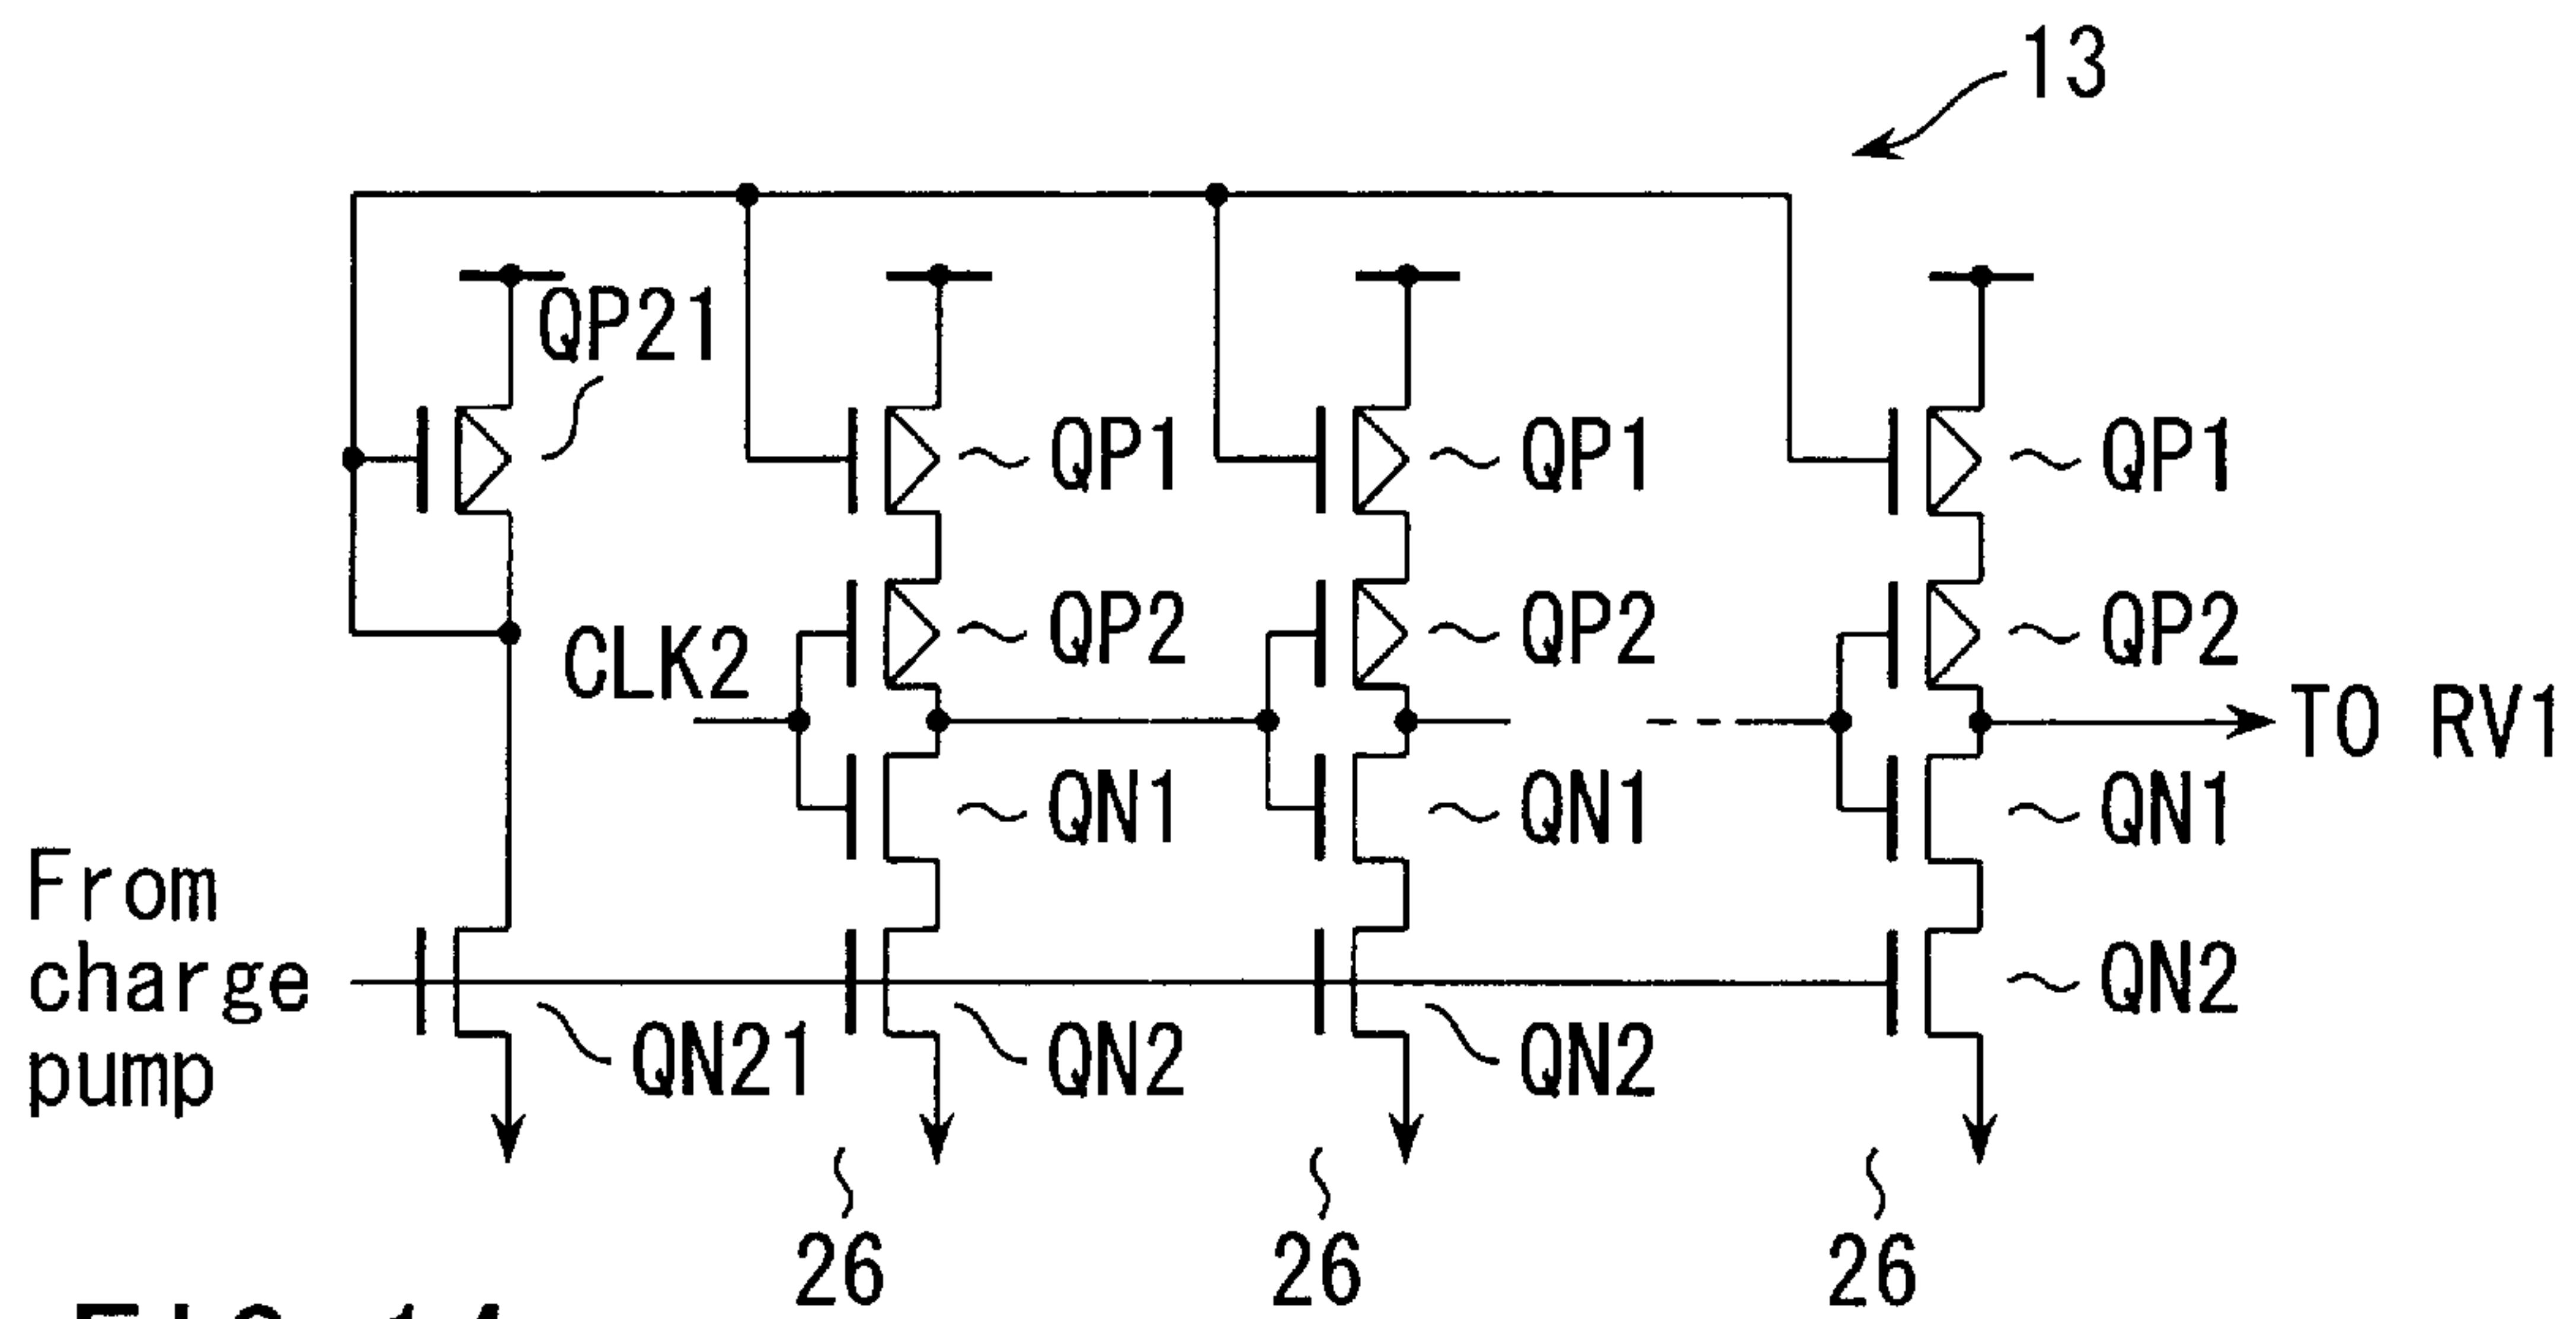 13
QP21
QP1
QP1
QP1
CLK2
QP2
QP2
QP2
TO RV1
QN1
QN1
QN1
From
charge
pump
QN21
QN2
QN2
QN2
26
26
26